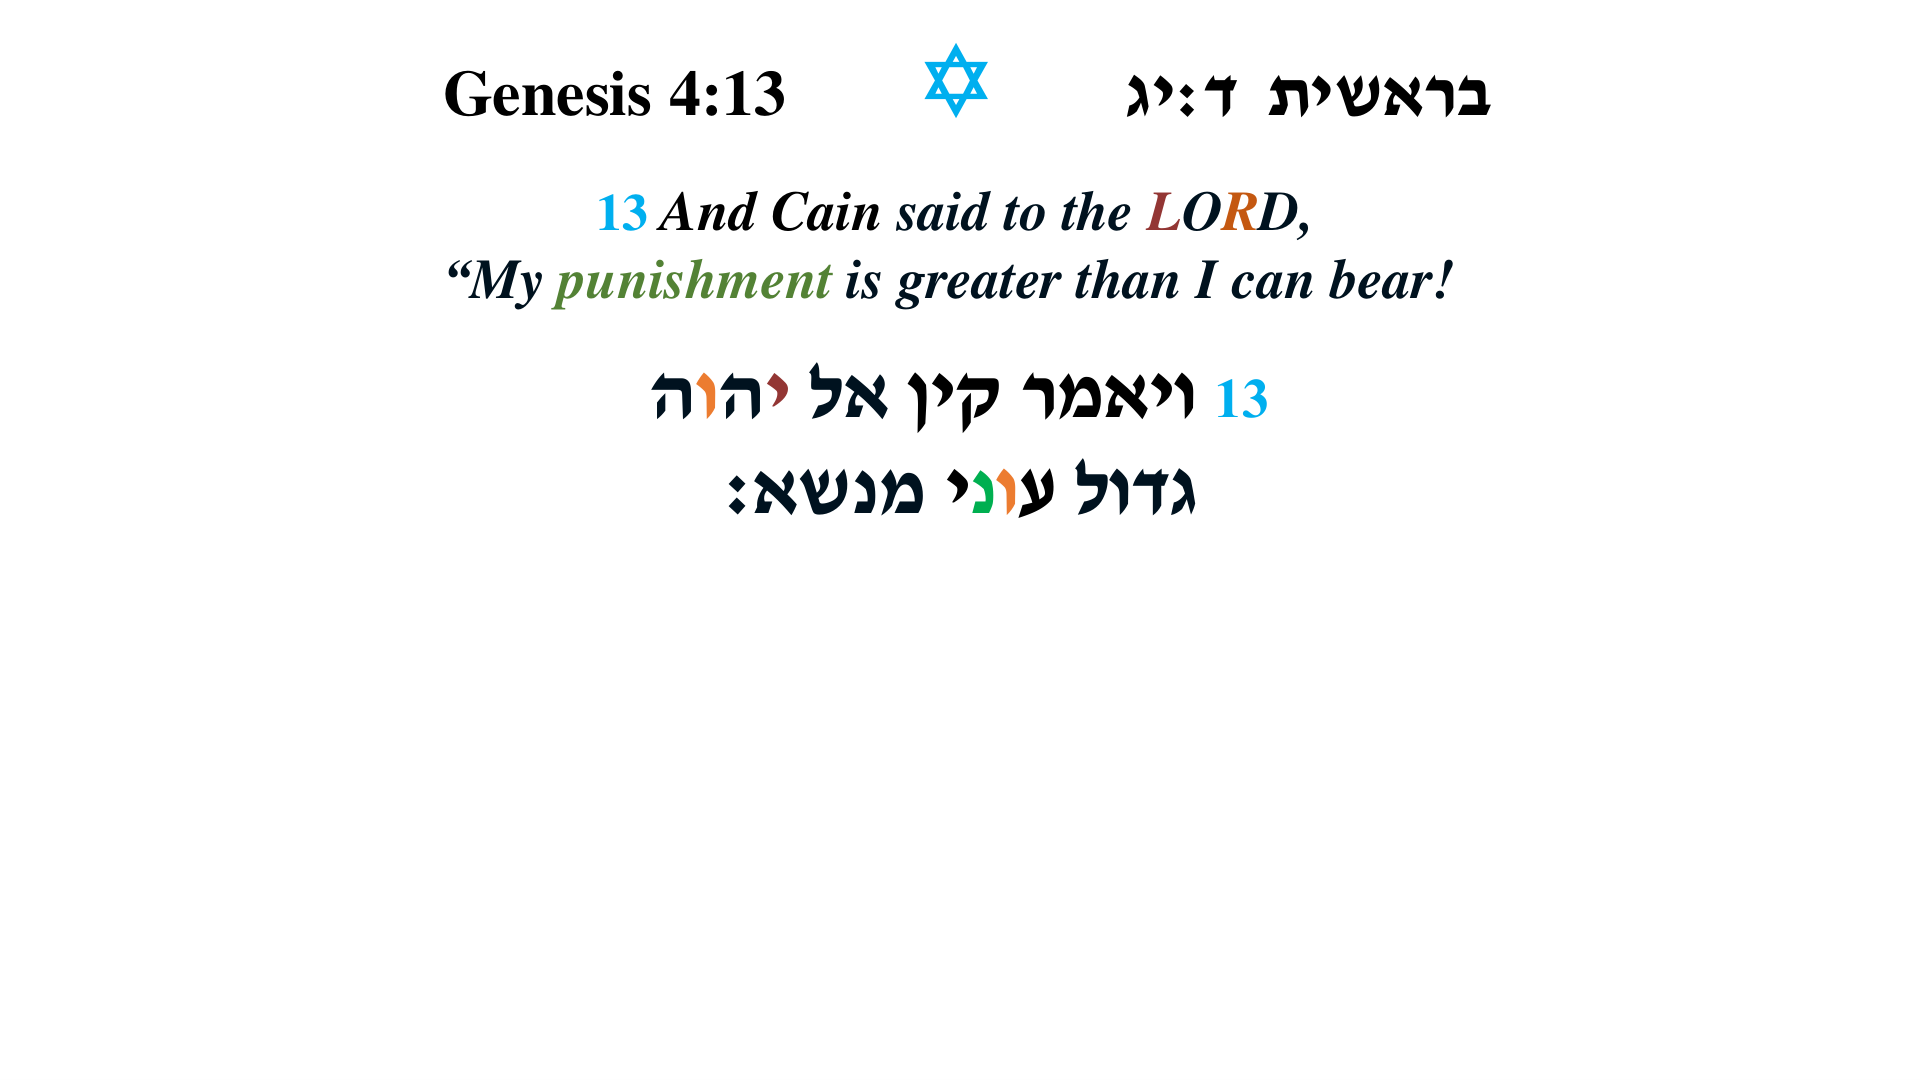 Genesis 4:13 ✡ בראשית ד:יג
13 And Cain said to the LORD,
“My punishment is greater than I can bear!
13 ויאמר קין אל יהוה
גדול עוני מנשא: